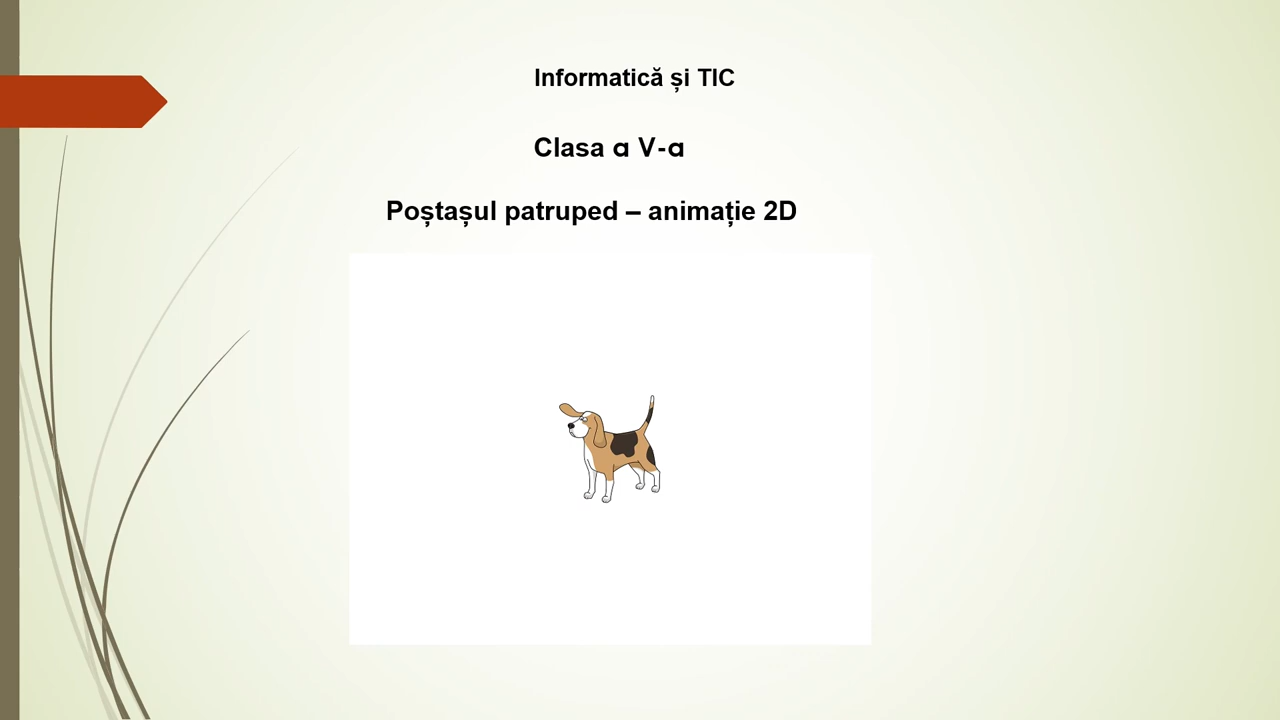 Informatică și TIC
Clasa a V-a
Poștașul patruped – animație 2D